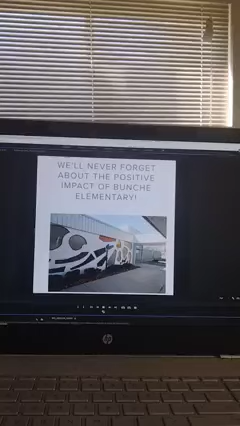 WE'LL NEVER FORGET
ABOUT THE POSITIVE
IMPACT OF BUNCHE
ELEMENTARY!
hp